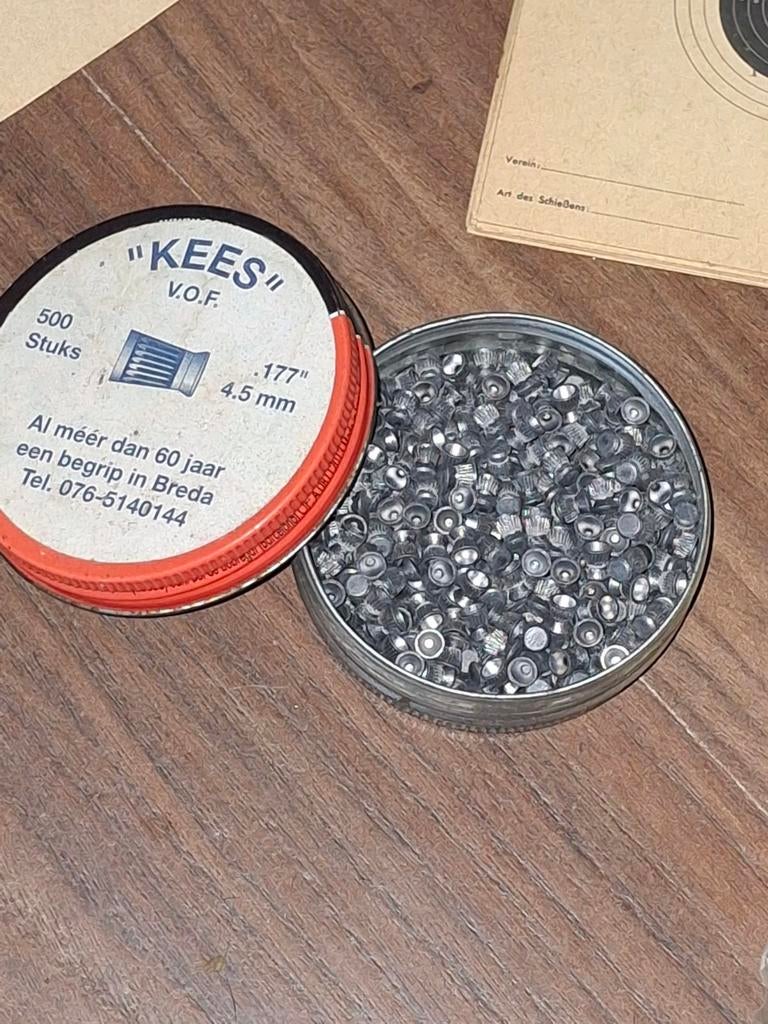 "KEES"
V.O.F.
500
Stuks
.177"
4.5 mm
Al méér dan 60 jaar
een begrip in Breda
Tel. 076-5140144
Verein:
Art des Schießens: